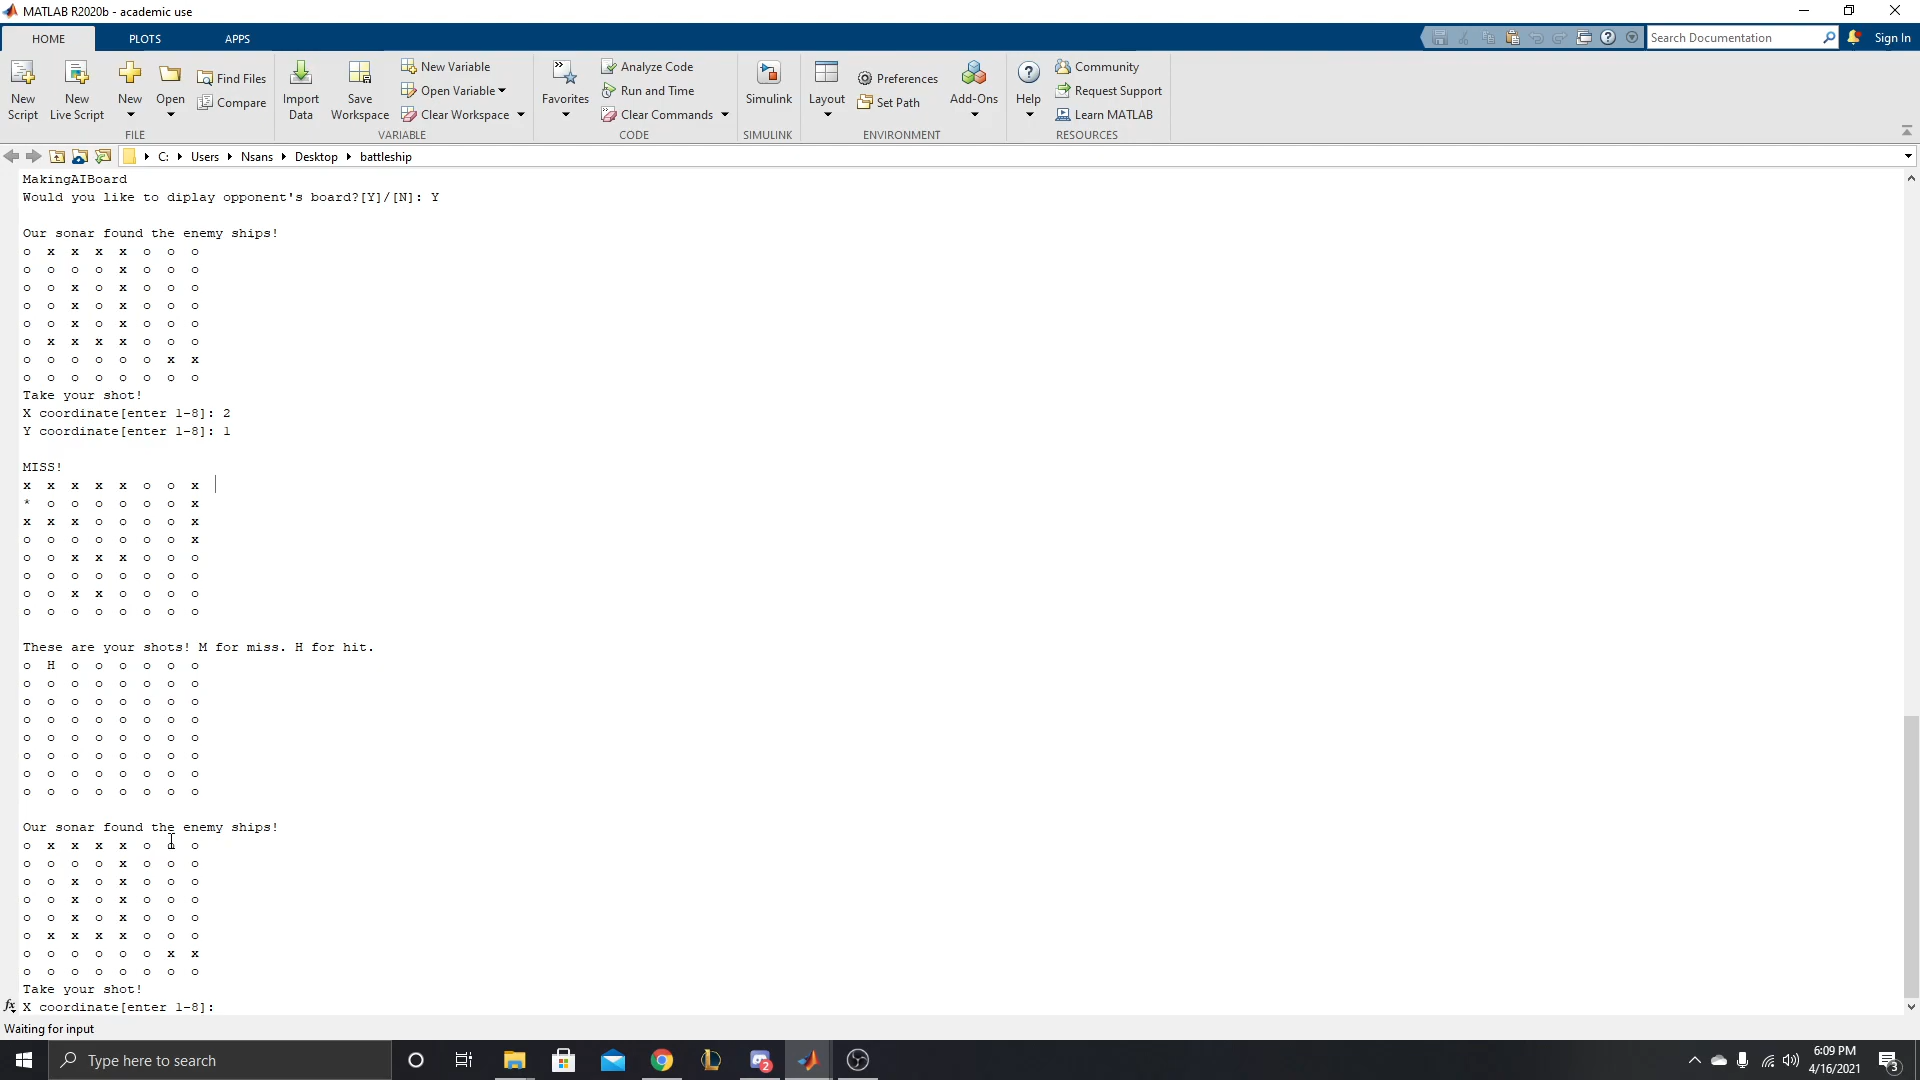 MATLAB R2020b - academic use
HOME PLOTS APPS
Search Documentation
Sign In
New Script
New Live Script
New
Open
Find Files
Compare
Import Data
Save Workspace
New Variable
Open Variable
Clear Workspace
Favorites
Analyze Code
Run and Time
Clear Commands
Simulink
Layout
Preferences
Set Path
Add-Ons
Help
Community
Request Support
Learn MATLAB
FILE VARIABLE CODE SIMULINK ENVIRONMENT RESOURCES
C: Users Nsans Desktop battleship
MakingAIBoard
Would you like to diplay opponent's board?[Y]/[N]: Y
Our sonar found the enemy ships!
o x x x x o o o
o o o o x o o o
o o x o x o o o
o o x o x o o o
o o x o x o o o
o x x x x o o o
o o o o o o x x
o o o o o o o o
Take your shot!
X coordinate[enter 1-8]: 2
Y coordinate[enter 1-8]: 1
MISS!
x x x x x o o x
* o o o o o o x
x x x o o o o x
o o o o o o o x
o o x x x o o o
o o o o o o o o
o o x x o o o o
o o o o o o o o
These are your shots! M for miss. H for hit.
o H o o o o o o
o o o o o o o o
o o o o o o o o
o o o o o o o o
o o o o o o o o
o o o o o o o o
o o o o o o o o
o o o o o o o o
Our sonar found the enemy ships!
o x x x x o o o
o o o o x o o o
o o x o x o o o
o o x o x o o o
o o x o x o o o
o x x x x o o o
o o o o o o x x
o o o o o o o o
Take your shot!
fx X coordinate[enter 1-8]:
Waiting for input
Type here to search
2
6:09 PM
4/16/2021
3